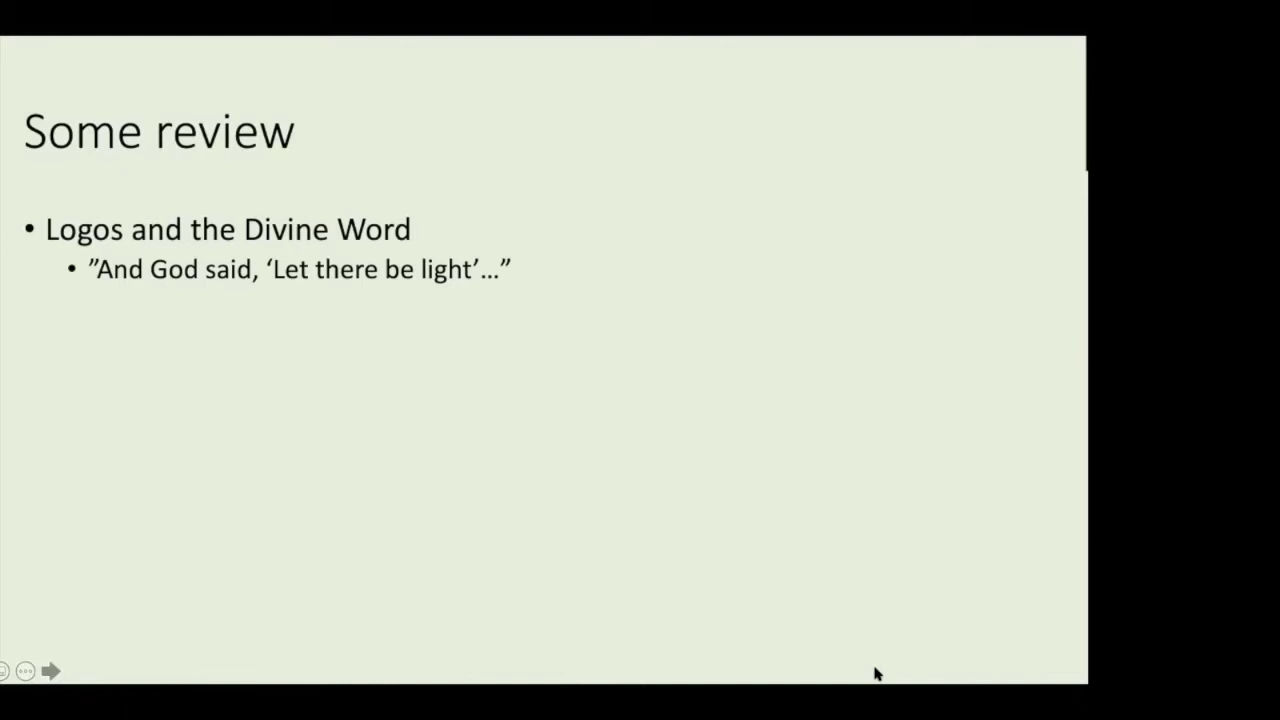 Some review
• Logos and the Divine Word
• ”And God said, ‘Let there be light’...”